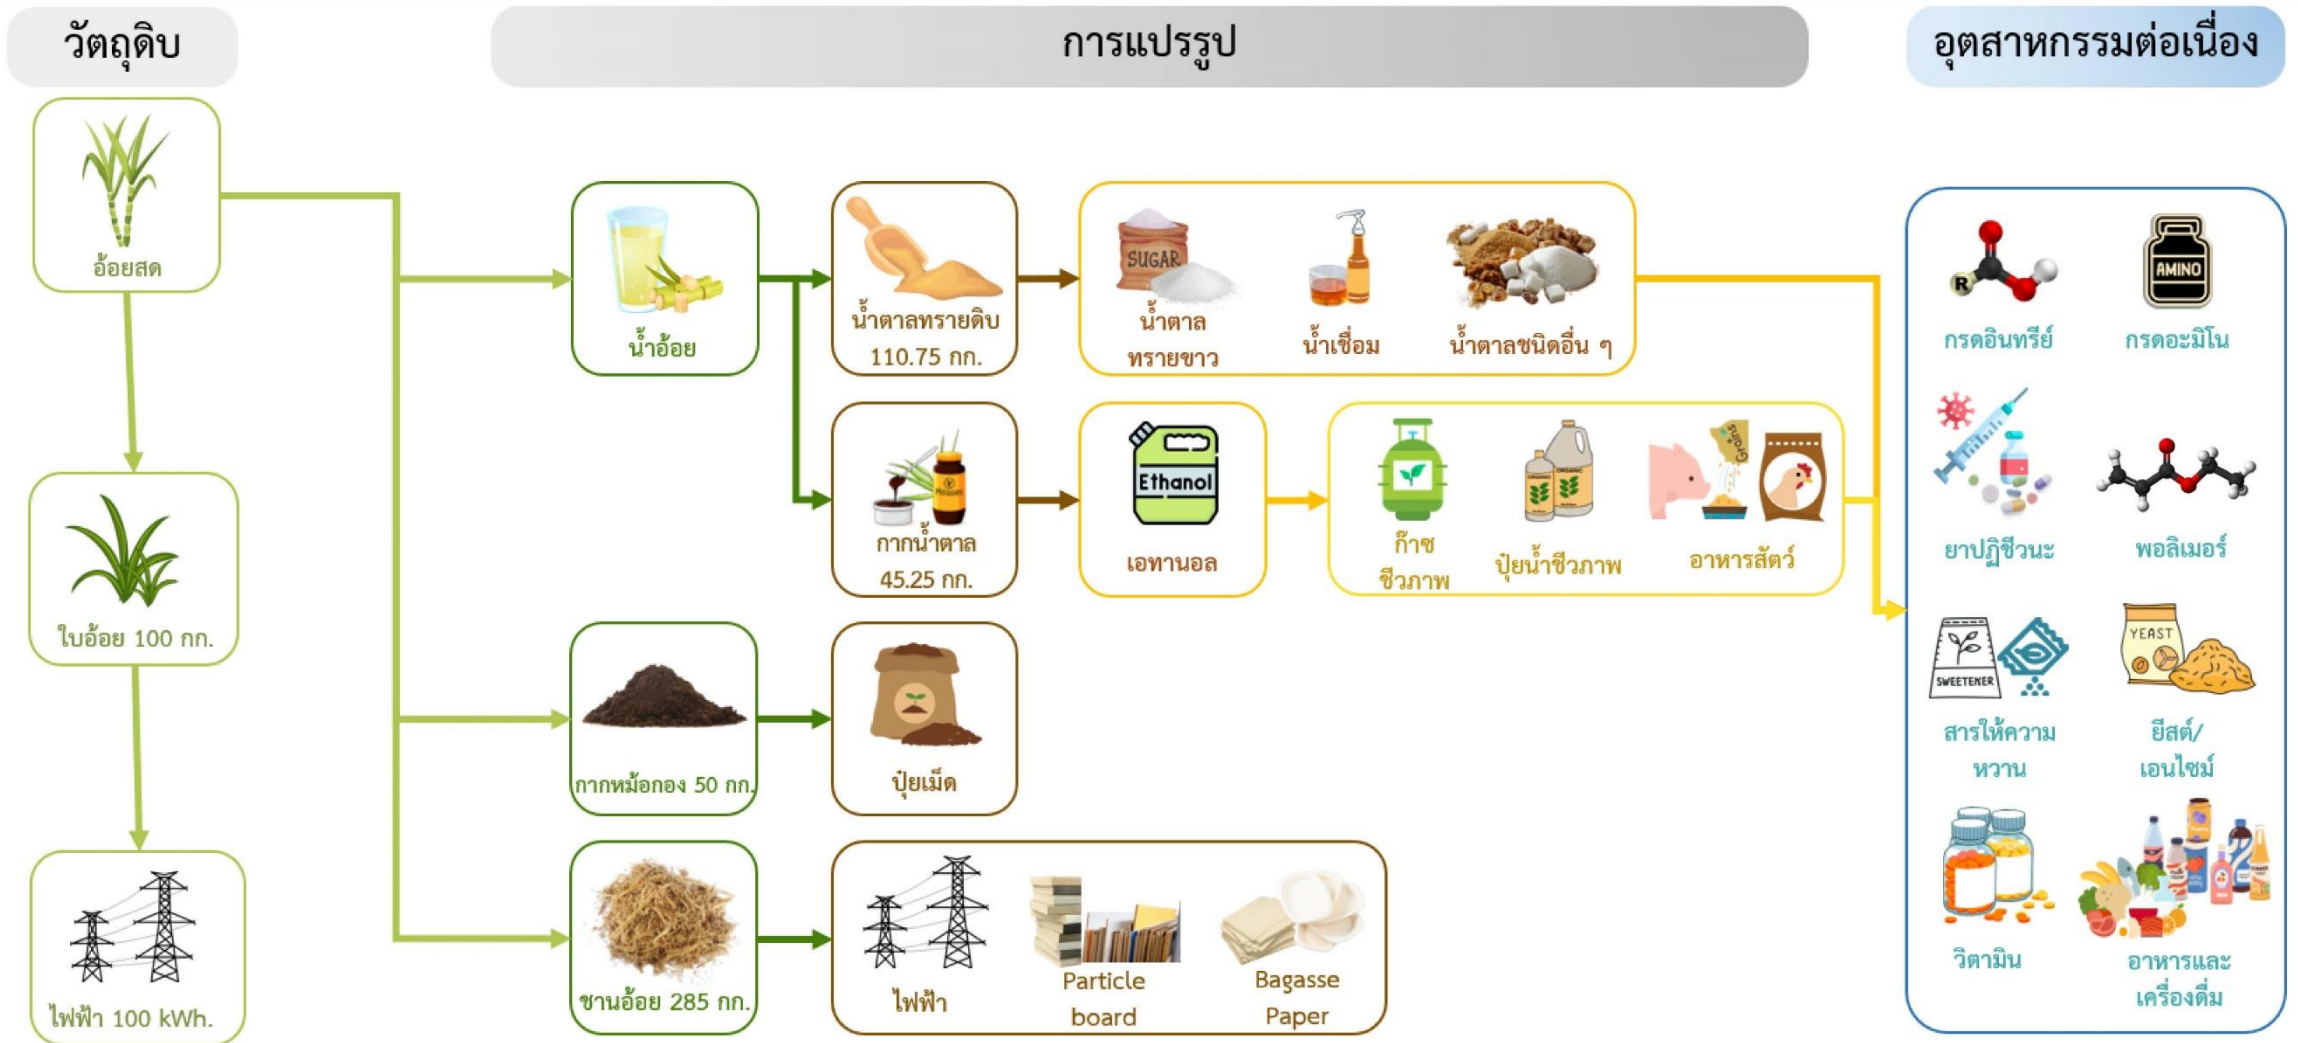 วัตถุดิบ
การแปรรูป
อุตสาหกรรมต่อเนื่อง
อ้อยสด
ใบอ้อย 100 กก.
ไฟฟ้า 100 kWh.
น้ำอ้อย
น้ำตาลทรายดิบ
110.75 กก.
SUGAR
น้ำตาล
ทรายขาว
น้ำเชื่อม
น้ำตาลชนิดอื่น ๆ
กากน้ำตาล
45.25 กก.
Ethanol
เอทานอล
ก๊าซ
ชีวภาพ
ORGANIC
ORGANIC
ปุ๋ยน้ำชีวภาพ
Grains
อาหารสัตว์
กากหม้อกอง 50 กก.
ปุ๋ยเม็ด
ชานอ้อย 285 กก.
ไฟฟ้า
Particle
board
Bagasse
Paper
R
กรดอินทรีย์
AMINO
กรดอะมิโน
ยาปฏิชีวนะ
พอลิเมอร์
SWEETENER
สารให้ความ
หวาน
YEAST
ยีสต์/
เอนไซม์
วิตามิน
อาหารและ
เครื่องดื่ม